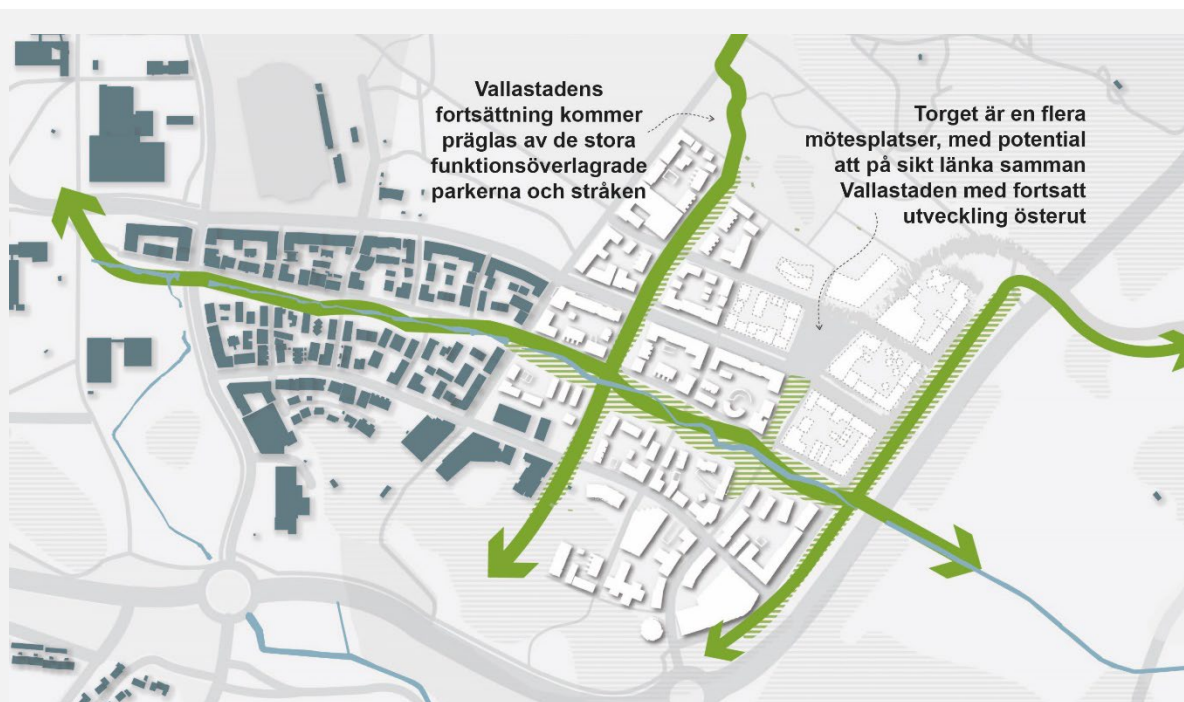 Vallastadens
fortsättning kommer
präglas av de stora
funktionsöverlagrade
parkerna och stråken
Torget är en flera
mötesplatser, med potential
att på sikt länka samman
Vallastaden med fortsatt
utveckling österut